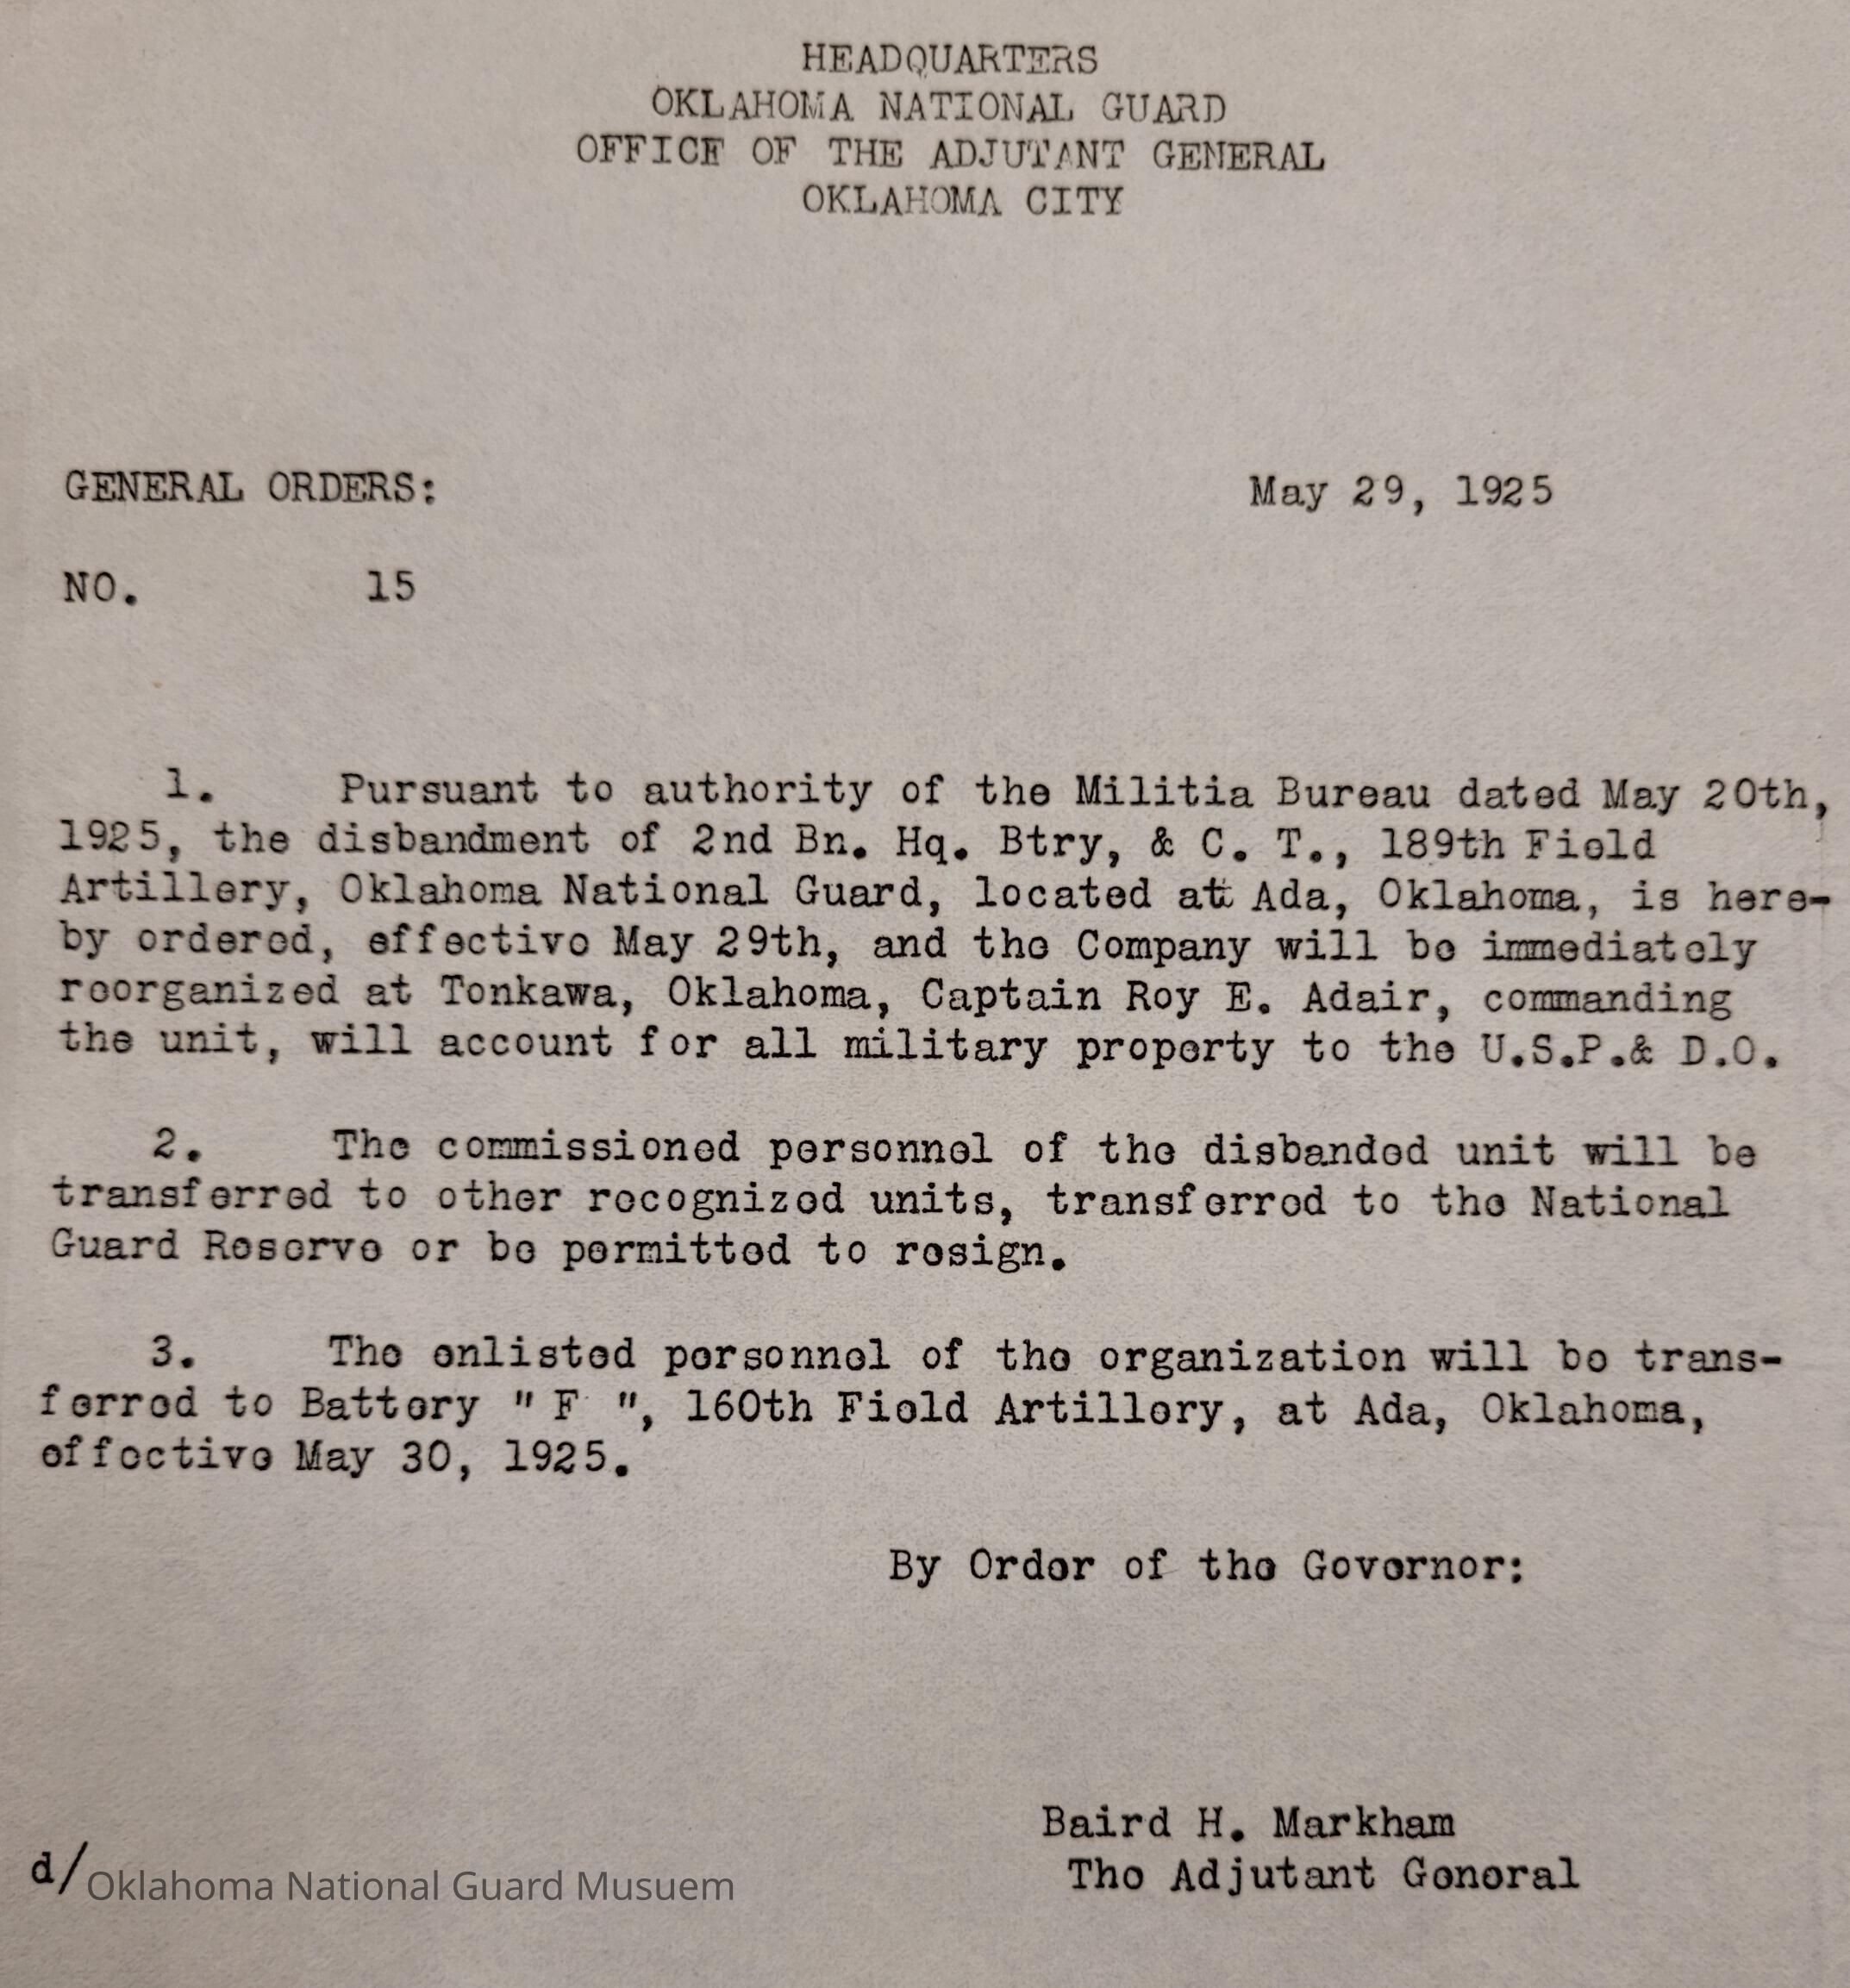 HEADQUARTERS
OKLAHOMA NATIONAL GUARD
OFFICE OF THE ADJUTANT GENERAL
OKLAHOMA CITY
GENERAL ORDERS: May 29, 1925
NO. 15
1. Pursuant to authority of the Militia Bureau dated May 20th,
1925, the disbandment of 2nd Bn. Hq. Btry, & C. T., 189th Field
Artillery, Oklahoma National Guard, located at Ada, Oklahoma, is here-
by ordered, effective May 29th, and the Company will be immediately
reorganized at Tonkawa, Oklahoma, Captain Roy E. Adair, commanding
the unit, will account for all military property to the U.S.P.& D.O.
2. The commissioned personnel of the disbanded unit will be
transferred to other recognized units, transferred to the National
Guard Reserve or be permitted to resign.
3. The enlisted personnel of the organization will be trans-
ferred to Battery " F ", 160th Field Artillery, at Ada, Oklahoma,
effective May 30, 1925.
By Order of the Governor:
Baird H. Markham
The Adjutant General
d/
Oklahoma National Guard Musuem